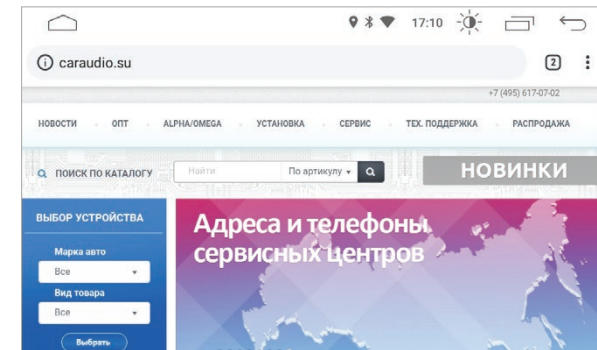 17:10
caraudio.su 2
+7 (495) 617-07-02
НОВОСТИ ОПТ ALPHA/OMEGA УСТАНОВКА СЕРВИС ТЕХ. ПОДДЕРЖКА РАСПРОДАЖА
ПОИСК ПО КАТАЛОГУ Найти По артикулу НОВИНКИ
ВЫБОР УСТРОЙСТВА
Адреса и телефоны
сервисных центров
Марка авто
Все
Вид товара
Все
Выбрать